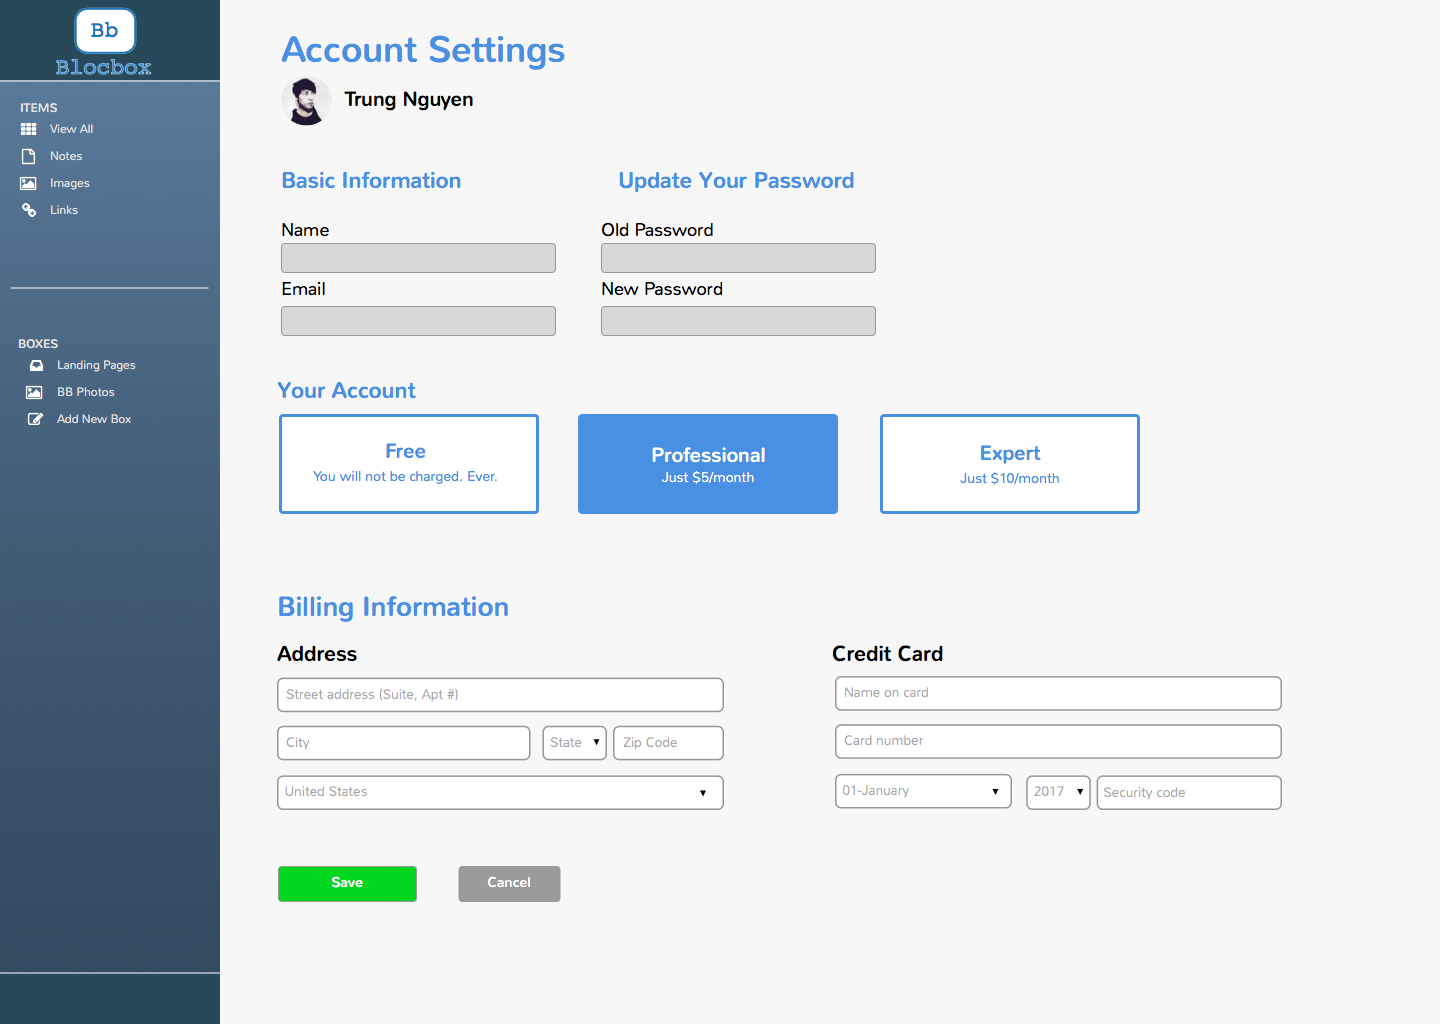 Bb
Blocbox
ITEMS
View All
Notes
Images
Links
BOXES
Landing Pages
BB Photos
Add New Box
Account Settings
Trung Nguyen
Basic Information
Update Your Password
Name
Old Password
Email
New Password
Your Account
Free
You will not be charged. Ever.
Professional
Just $5/month
Expert
Just $10/month
Billing Information
Address
Street address (Suite, Apt #)
City
State
Zip Code
United States
Credit Card
Name on card
Card number
01-January
2017
Security code
Save
Cancel